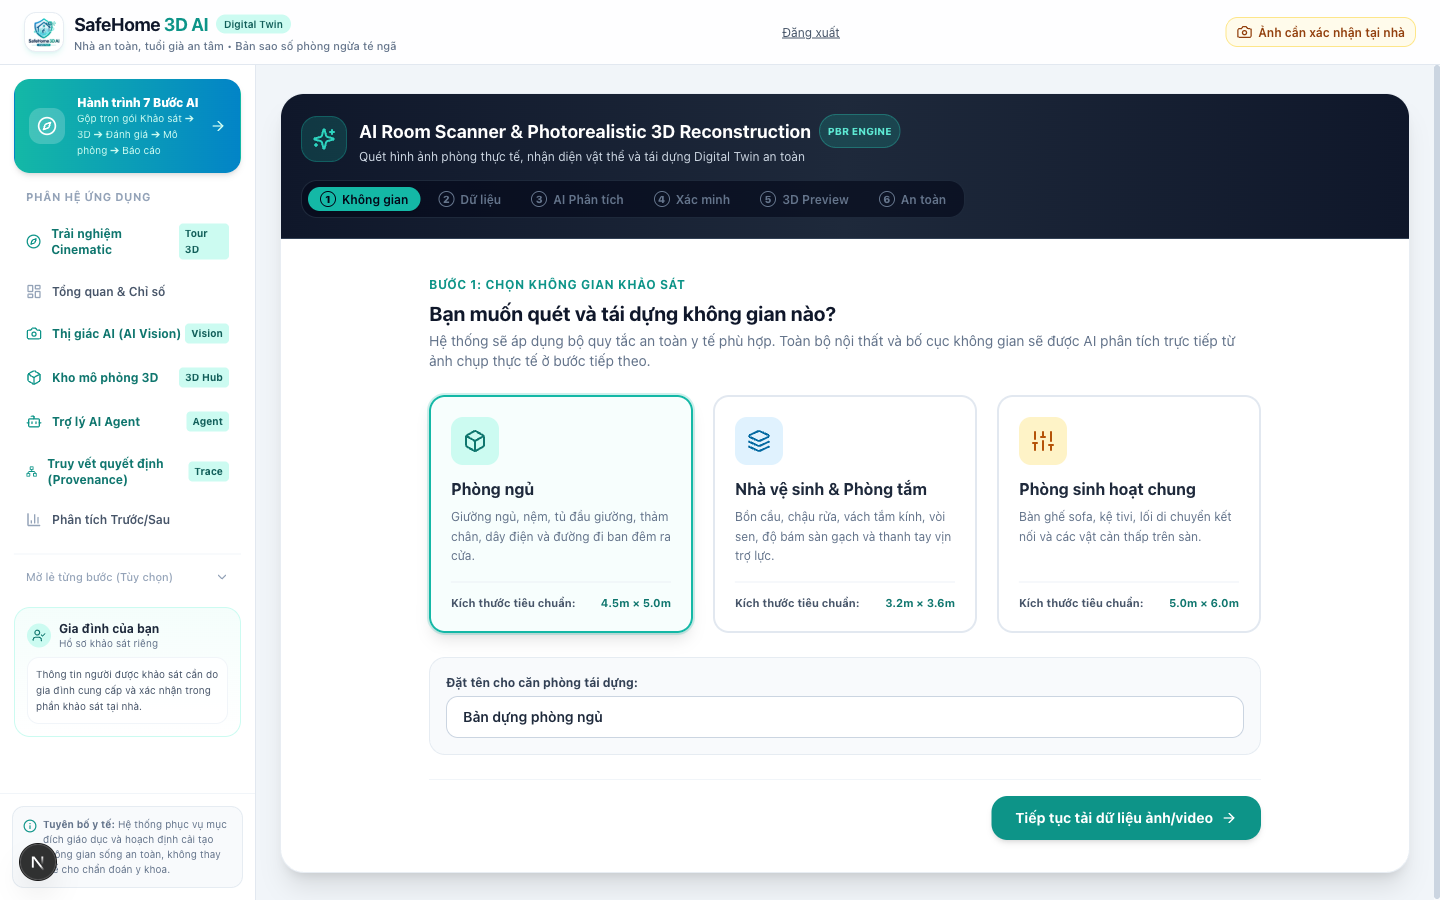 SafeHome 3D AI
Digital Twin
Nhà an toàn, tuổi già an tâm • Bản sao số phòng ngừa té ngã
Đăng xuất
Ảnh cần xác nhận tại nhà
Hành trình 7 Bước AI
Gộp trọn gói Khảo sát ➔
3D ➔ Đánh giá ➔ Mô
phỏng ➔ Báo cáo
PHÂN HỆ ỨNG DỤNG
Trải nghiệm
Cinematic
Tour
3D
Tổng quan & Chỉ số
Thị giác AI (AI Vision)
Vision
Kho mô phỏng 3D
3D Hub
Trợ lý AI Agent
Agent
Truy vết quyết định
(Provenance)
Trace
Phân tích Trước/Sau
Mở lẻ từng bước (Tùy chọn)
Gia đình của bạn
Hồ sơ khảo sát riêng
Thông tin người được khảo sát cần do
gia đình cung cấp và xác nhận trong
phần khảo sát tại nhà.
Tuyên bố y tế: Hệ thống phục vụ mục
đích giáo dục và hoạch định cải tạo
gian sống an toàn, không thay
cho chẩn đoán y khoa.
N
AI Room Scanner & Photorealistic 3D Reconstruction
PBR ENGINE
Quét hình ảnh phòng thực tế, nhận diện vật thể và tái dựng Digital Twin an toàn
1 Không gian
2 Dữ liệu
3 AI Phân tích
4 Xác minh
5 3D Preview
6 An toàn
BƯỚC 1: CHỌN KHÔNG GIAN KHẢO SÁT
Bạn muốn quét và tái dựng không gian nào?
Hệ thống sẽ áp dụng bộ quy tắc an toàn y tế phù hợp. Toàn bộ nội thất và bố cục không gian sẽ được AI phân tích trực tiếp từ
ảnh chụp thực tế ở bước tiếp theo.
Phòng ngủ
Giường ngủ, nệm, tủ đầu giường, thảm
chân, dây điện và đường đi ban đêm ra
cửa.
Kích thước tiêu chuẩn: 4.5m × 5.0m
Nhà vệ sinh & Phòng tắm
Bồn cầu, chậu rửa, vách tắm kính, vòi
sen, độ bám sàn gạch và thanh tay vịn
trợ lực.
Kích thước tiêu chuẩn: 3.2m × 3.6m
Phòng sinh hoạt chung
Bàn ghế sofa, kệ tivi, lối di chuyển kết
nối và các vật cản thấp trên sàn.
Kích thước tiêu chuẩn: 5.0m × 6.0m
Đặt tên cho căn phòng tái dựng:
Bản dựng phòng ngủ
Tiếp tục tải dữ liệu ảnh/video